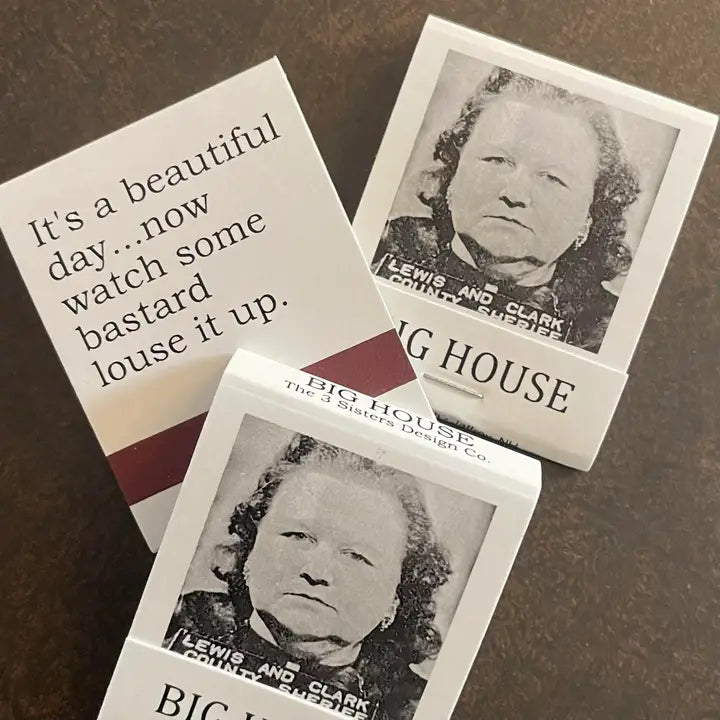 It's a beautiful
day...now
watch some
bastard
louse it up.
LEWIS AND CLARK
COUNTY SHERIFF
HOUSE
BIG HOUSE
The 3 Sisters Design Co.
LEWIS AND CLARK
COUNTY SHERIFF
BIG